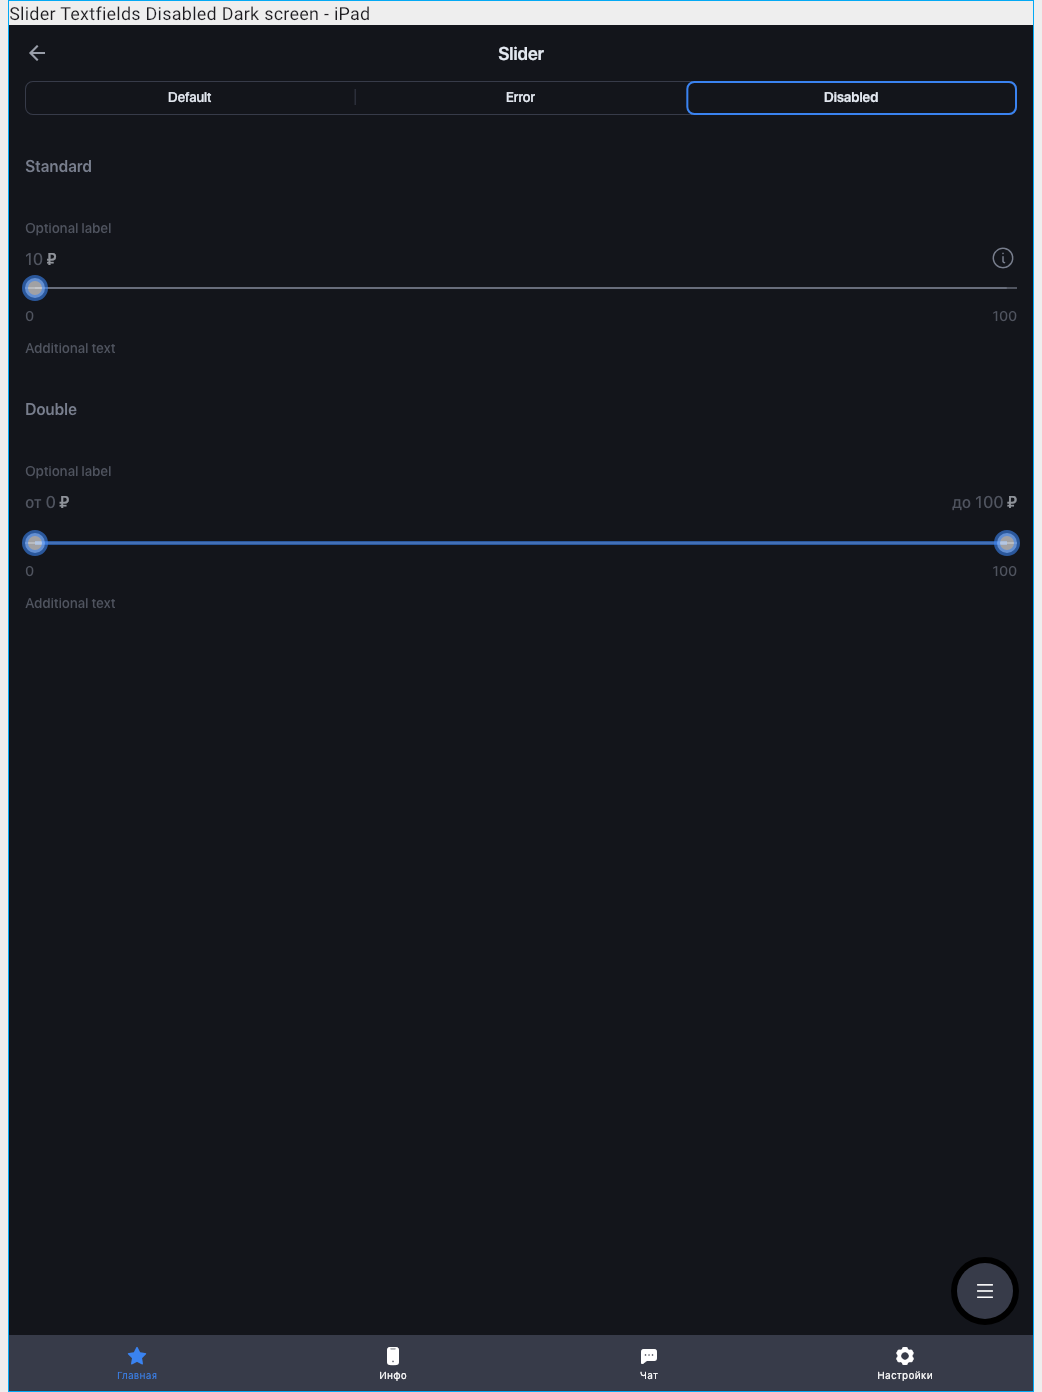 Slider Textfields Disabled Dark screen - iPad
Slider
Default Error Disabled
Standard
Optional label
10 ₽
0 100
Additional text
Double
Optional label
от 0 ₽ до 100 ₽
0 100
Additional text
Главная Инфо Чат Настройки